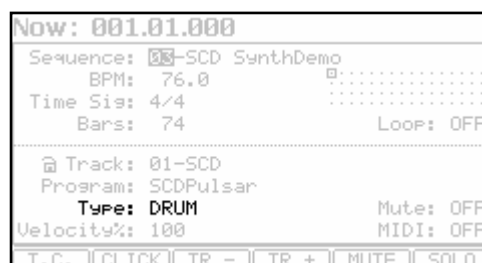 Now: 001.01.000
Sequence: 03-SCD SynthDemo
BPM: 76.0
Time Sig: 4/4
Bars: 74 Loop: OFF
Track: 01-SCD
Program: SCDPulsar
Type: DRUM Mute: OFF
Velocity%: 100 MIDI: OFF
T.C. CLICK TR - TR + MUTE SOLO